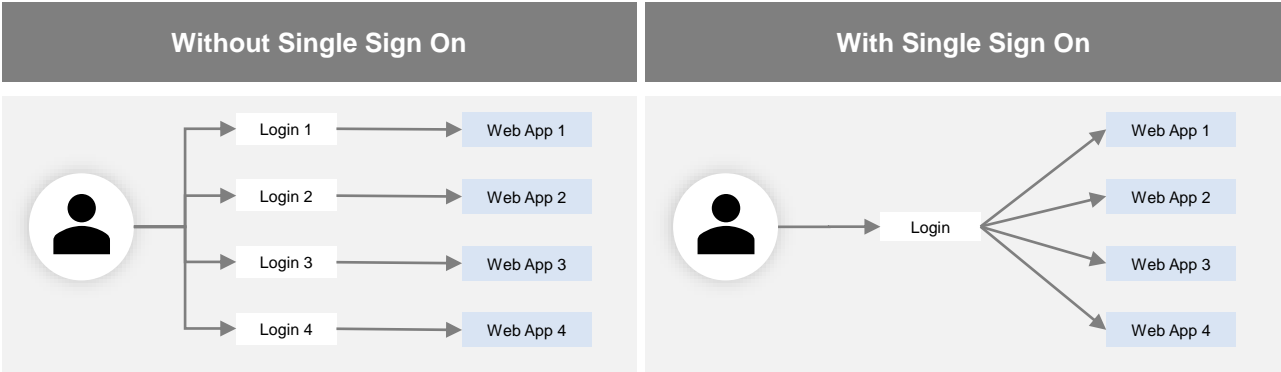 Without Single Sign On
Login 1
Web App 1
Login 2
Web App 2
Login 3
Web App 3
Login 4
Web App 4
With Single Sign On
Login
Web App 1
Web App 2
Web App 3
Web App 4